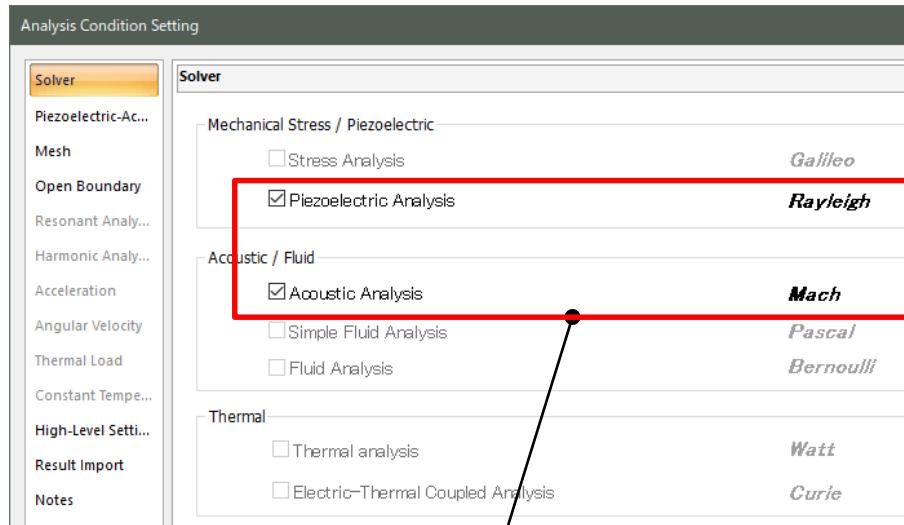 Analysis Condition Setting
Solver
Piezoelectric-Ac...
Mesh
Open Boundary
Resonant Analy...
Harmonic Analy...
Acceleration
Angular Velocity
Thermal Load
Constant Tempe...
High-Level Setti...
Result Import
Notes
Solver
Mechanical Stress / Piezoelectric
Stress Analysis Galileo
Piezoelectric Analysis Rayleigh
Acoustic / Fluid
Acoustic Analysis Mach
Simple Fluid Analysis Pascal
Fluid Analysis Bernoulli
Thermal
Thermal analysis Watt
Electric-Thermal Coupled Analysis Curie